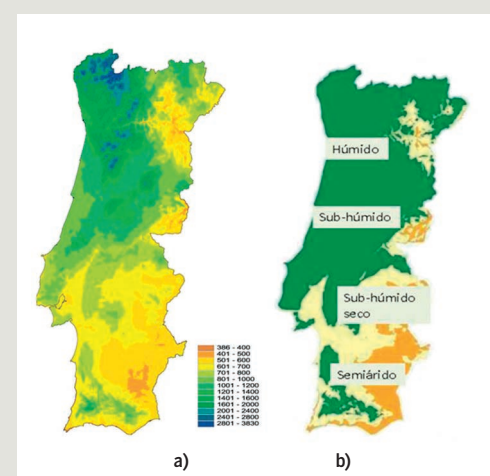 Húmido
Sub-húmido
Sub-húmido
seco
Semiárido
386 - 400
401 - 500
501 - 600
601 - 700
701 - 800
801 - 1000
1001 - 1200
1201 - 1400
1401 - 1600
1601 - 2000
2001 - 2400
2401 - 2800
2801 - 3830
a)
b)